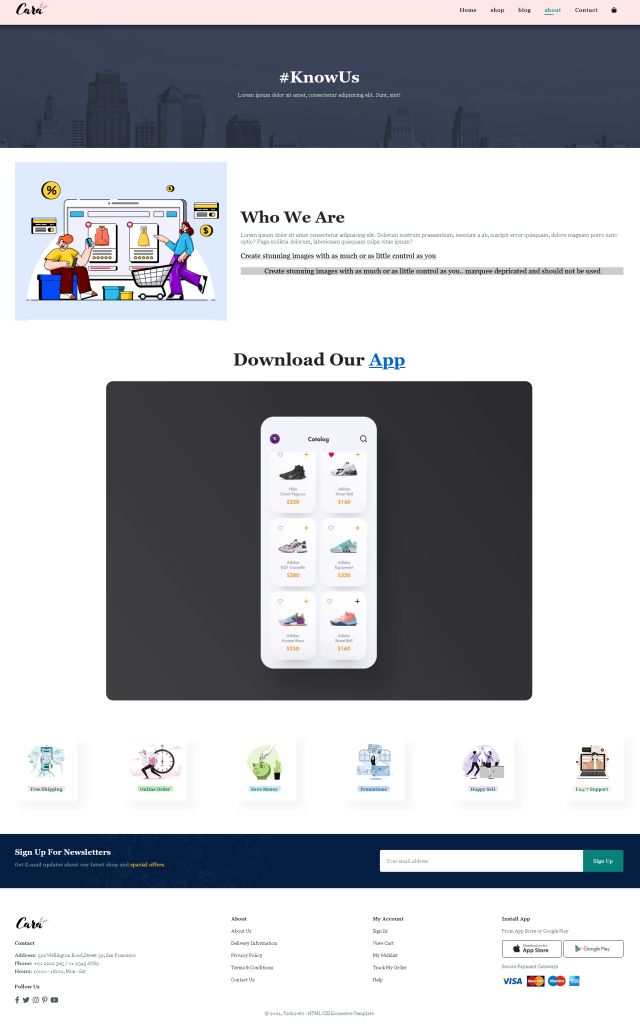 Cara
Home shop blog about Contact
#KnowUs
Lorem ipsum dolor sit amet, consectetur adipisicing elit. Sunt, sint!
Who We Are
Lorem ipsum dolor sit amet consectetur adipisicing elit. Dolorum nostrum praesentium, nesciunt a ab, suscipit error quisquam, dolore magnam porro iusto
optio? Fuga mollitia dolorum, laboriosam quisquam culpa vitae ipsum?
Create stunning images with as much or as little control as you
Create stunning images with as much or as little control as you.. marquee depricated and should not be used
Download Our App
Catalog
Nike
$250
Adidas
Street Ball
$160
Adidas
EQT Gazzelle
$280
Adidas
Equipment
$320
Adidas
Human Race
$250
Adidas
Street Ball
$160
Free Shipping
Online Order
Save Money
Promotions
Happy Sell
F24/7 Support
Sign Up For Newsletters
Get E-mail updates about our latest shop and special offers.
Your email address
Sign Up
Cara
Contact
Address: 562 Wellington Road, Street 32, San Francisco
Phone: +01 2222 365 / 01 2345 6789
Hours: 10:00 - 18:00, Mon - Sat
Follow Us
About
About Us
Delivery Information
Privacy Policy
Terms & Conditions
Contact Us
My Account
Sign In
View Cart
My Wishlist
Track My Order
Help
Install App
From App Store or Google Play
Download on the
App Store
Google Play
Secure Payment Gateways
VISA
© 2021, Tech2 etc - HTML CSS Ecomerce Template